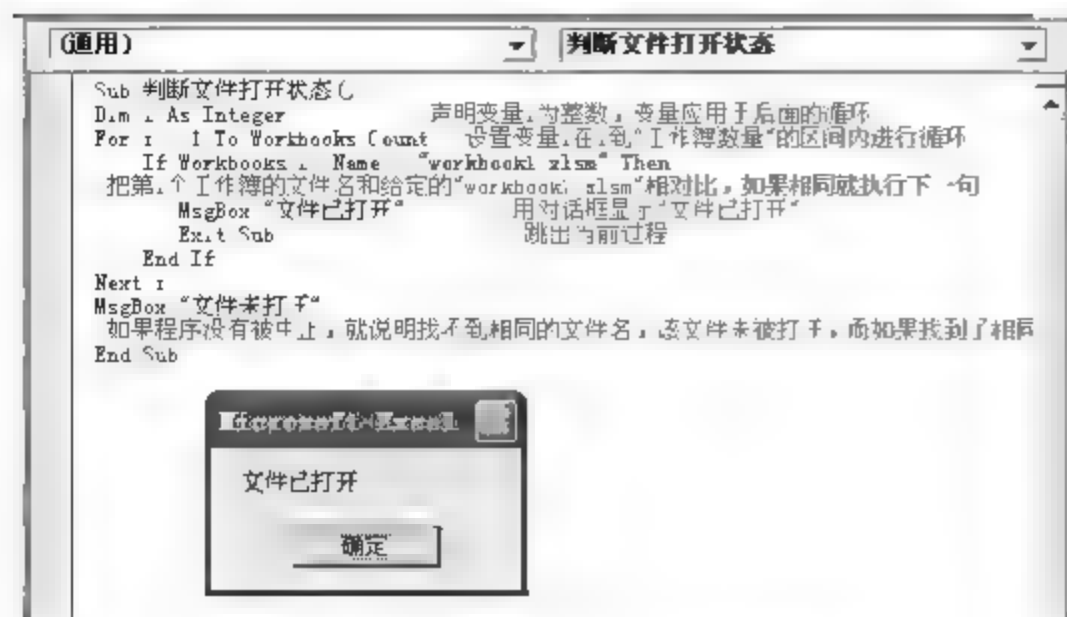 (通用)
判断文件打开状态
Sub 判断文件打开状态()
Dim i As Integer 声明变量i为整数，变量应用于后面的循环
For i 1 To Workbooks Count 设置变量i在1到“工作簿数量”的区间内进行循环
If Workbooks i Name "workbook1 xlsm" Then
把第i个工作簿的文件名和给定的“workbook1 xlsm”相对比，如果相同就执行下一句
MsgBox "文件已打开" 用对话框显示“文件已打开”
Exit Sub 跳出当前过程
End If
Next i
MsgBox "文件未打开"
如果程序没有被中止，就说明找不到相同的文件名，该文件未被打开，而如果找到了相同
End Sub
Microsoft Excel
文件已打开
确定